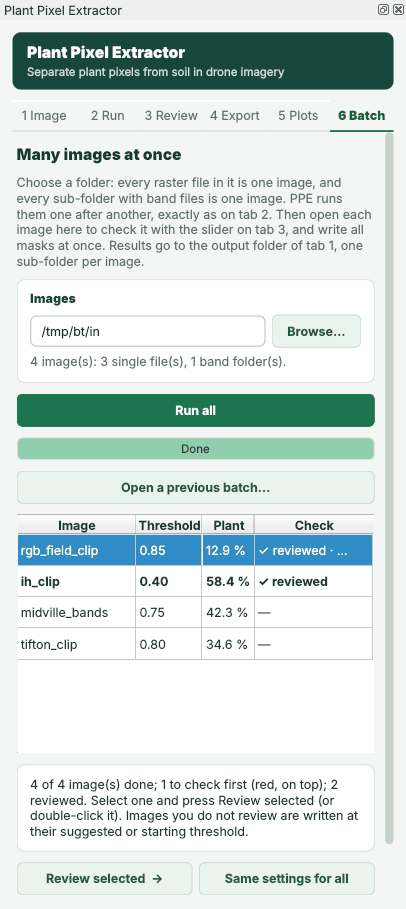 Plant Pixel Extractor
Plant Pixel Extractor
Separate plant pixels from soil in drone imagery
1 Image 2 Run 3 Review 4 Export 5 Plots 6 Batch
Many images at once
Choose a folder: every raster file in it is one image, and
every sub-folder with band files is one image. PPE runs
them one after another, exactly as on tab 2. Then open each
image here to check it with the slider on tab 3, and write all
masks at once. Results go to the output folder of tab 1, one
sub-folder per image.
Images
/tmp/bt/in Browse...
4 image(s): 3 single file(s), 1 band folder(s).
Run all
Done
Open a previous batch...
Image Threshold Plant Check
rgb_field_clip 0.85 12.9 % ✓ reviewed · ...
ih_clip 0.40 58.4 % ✓ reviewed
midville_bands 0.75 42.3 % —
tifton_clip 0.80 34.6 % —
4 of 4 image(s) done; 1 to check first (red, on top); 2
reviewed. Select one and press Review selected (or
double-click it). Images you do not review are written at
their suggested or starting threshold.
Review selected → Same settings for all